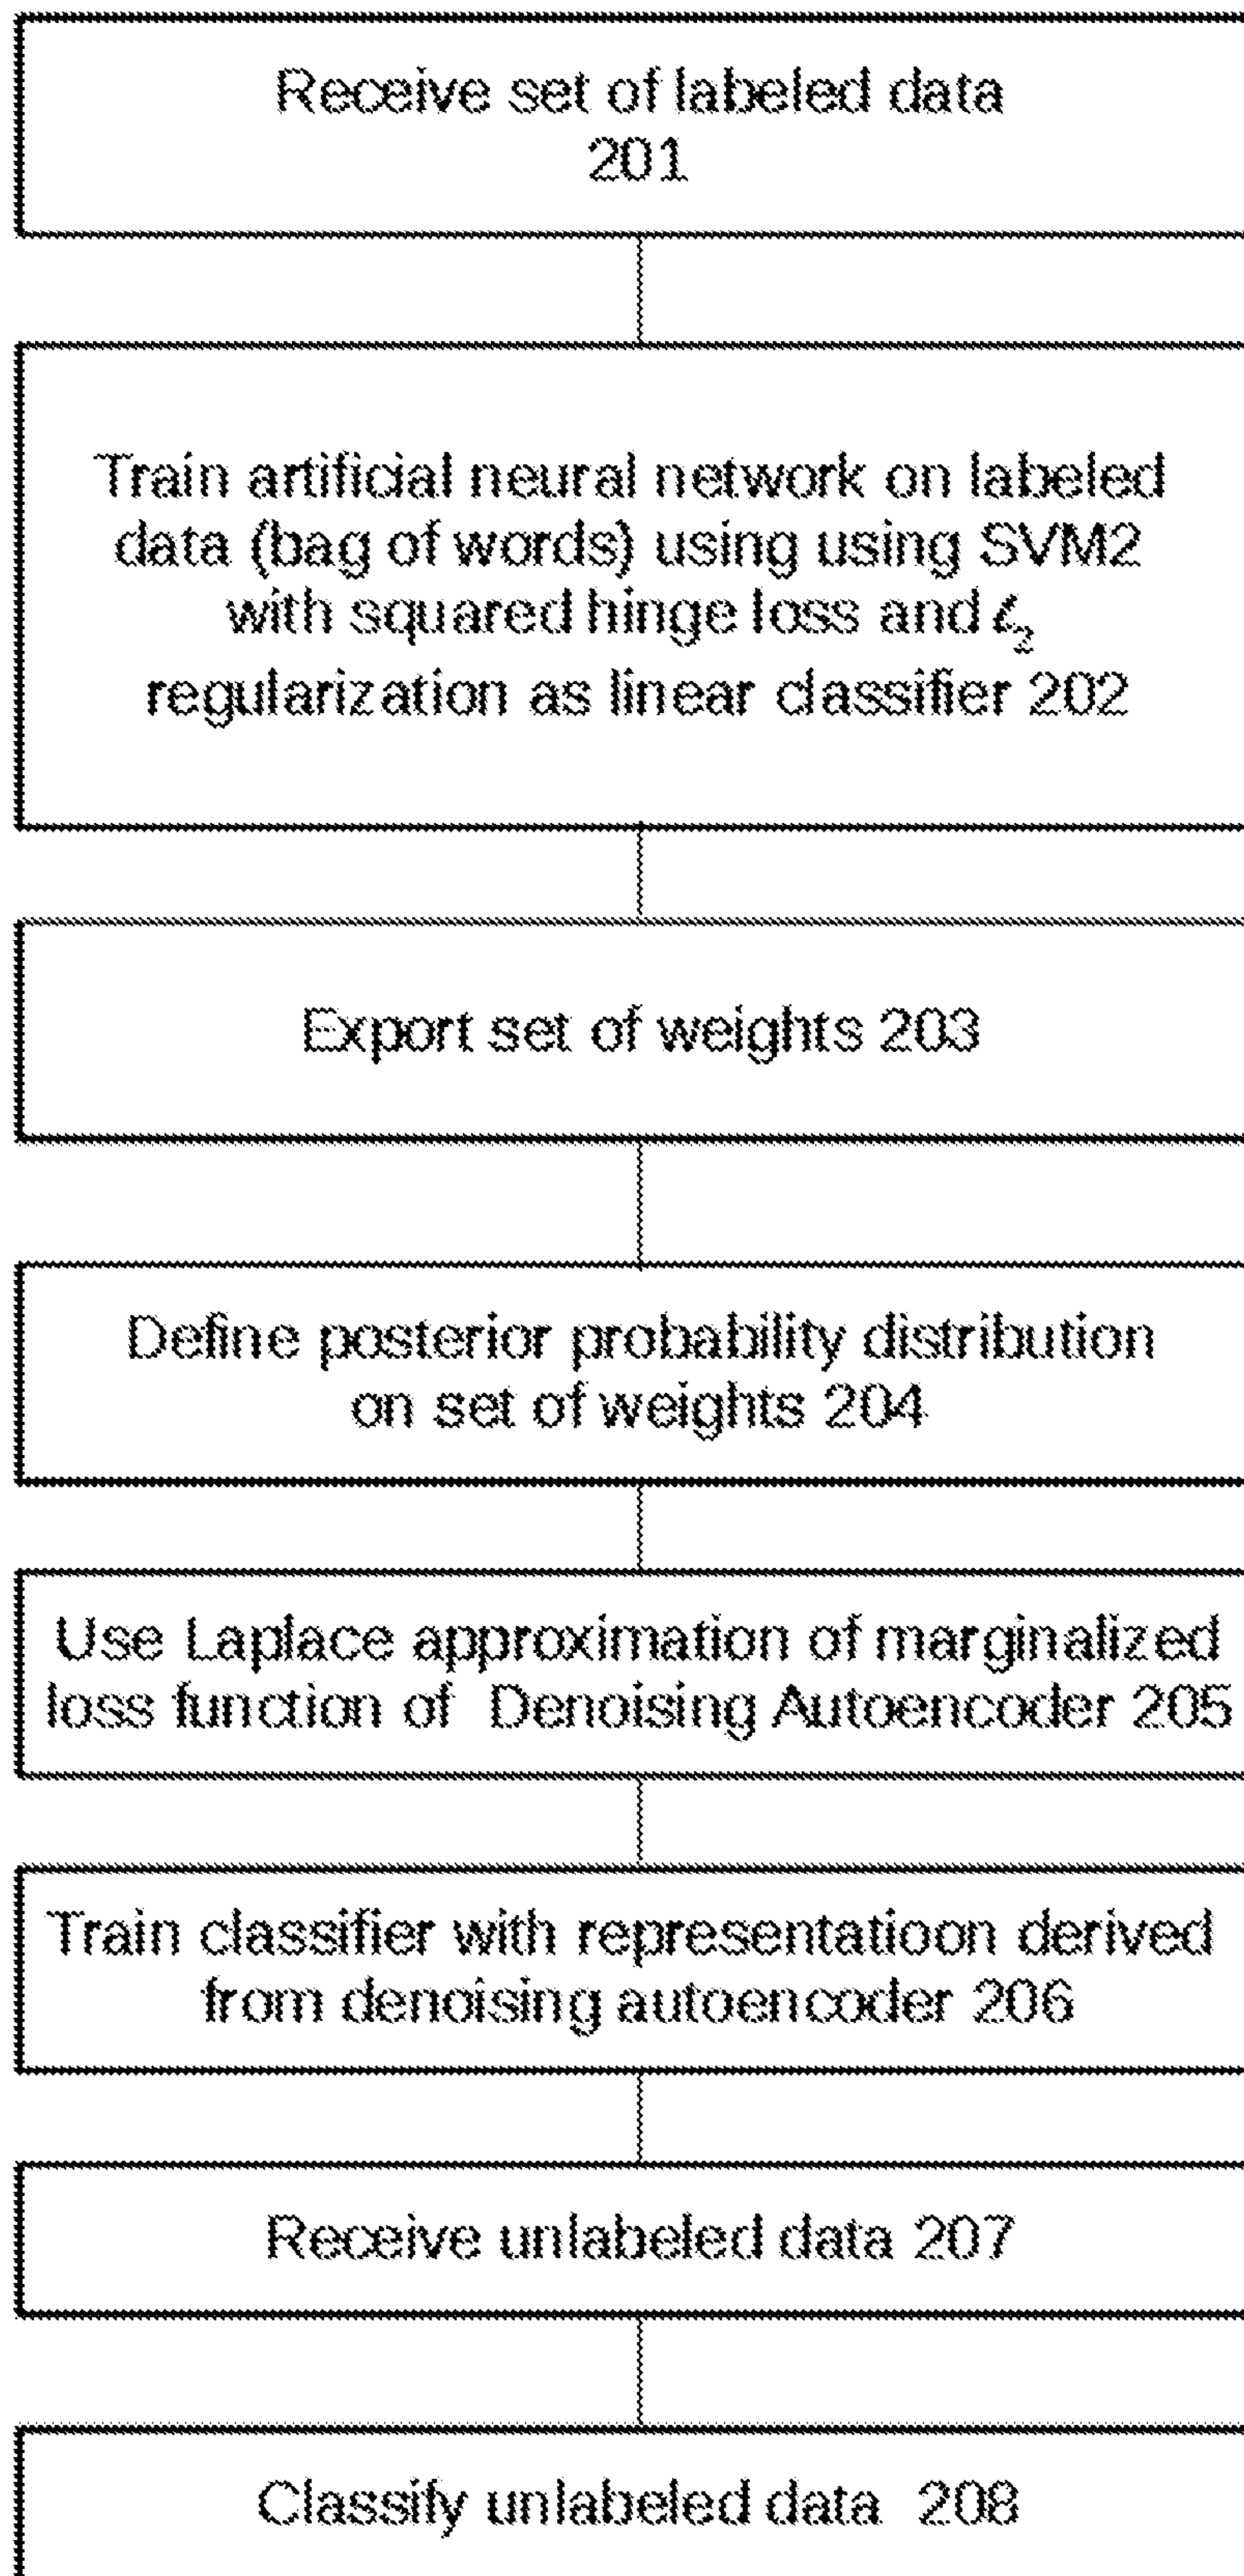 Receive set of labeled data
201
Train artificial neural network on labeled
data (bag of words) using using SVM2
with squared hinge loss and ℓ₂
regularization as linear classifier 202
Export set of weights 203
Define posterior probability distribution
on set of weights 204
Use Laplace approximation of marginalized
loss function of Denoising Autoencoder 205
Train classifier with representatioon derived
from denoising autoencoder 206
Receive unlabeled data 207
Classify unlabeled data 208